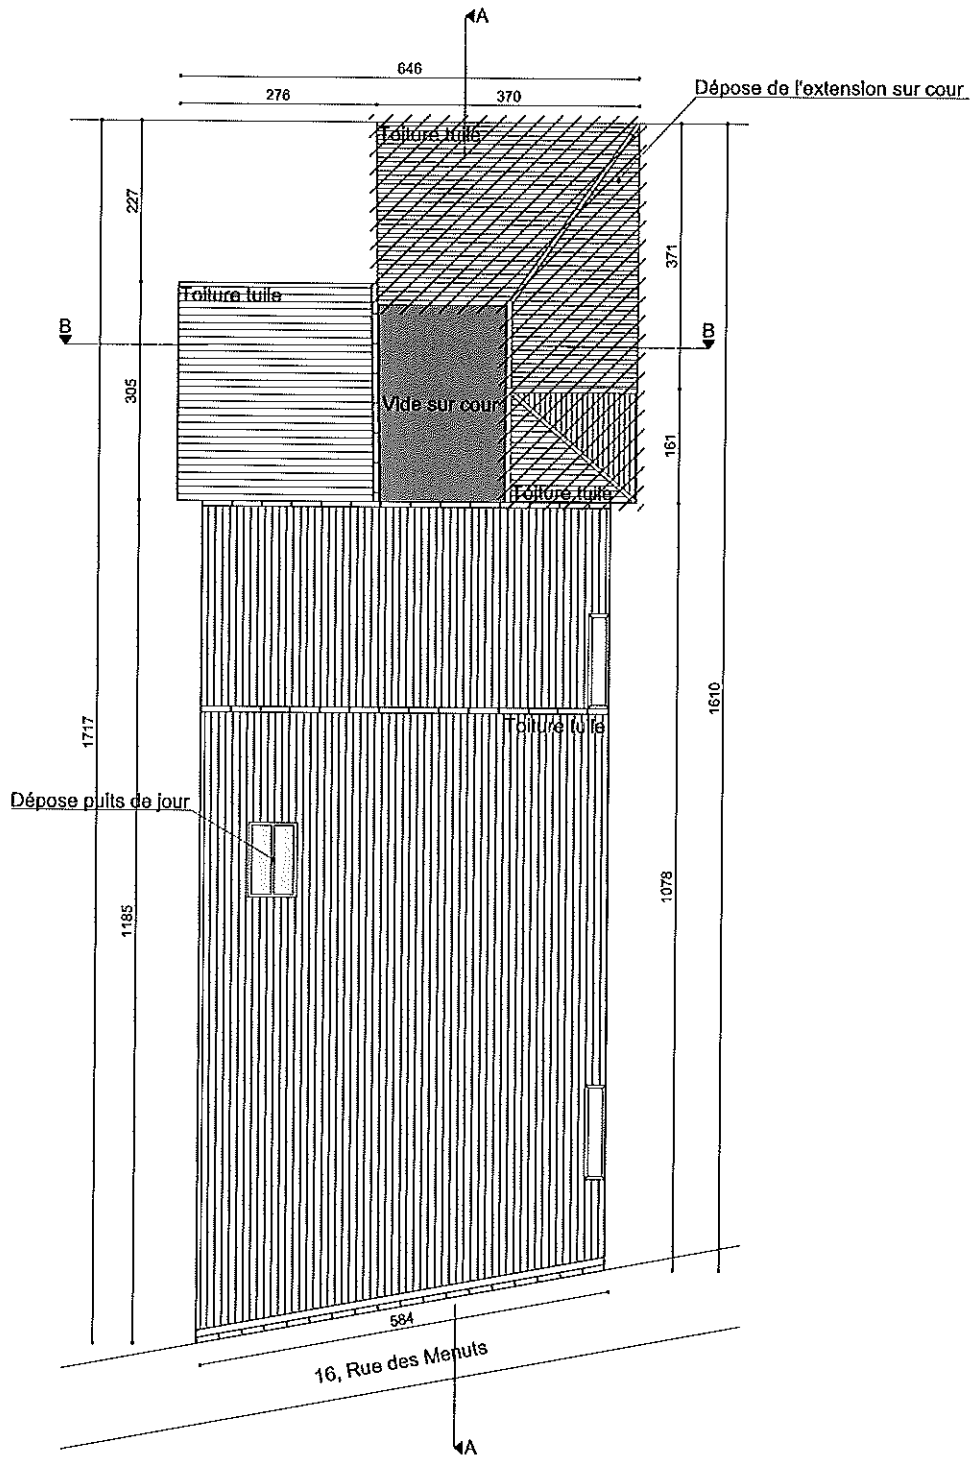 A
646
276
370
Dépose de l'extension sur cour
Toiture tuile
227
371
Toiture tuile
B
B
305
Vide sur cour
161
Toiture tuile
Toiture tuile
1717
1610
Dépose puits de jour
1185
1078
584
16, Rue des Menuts
A